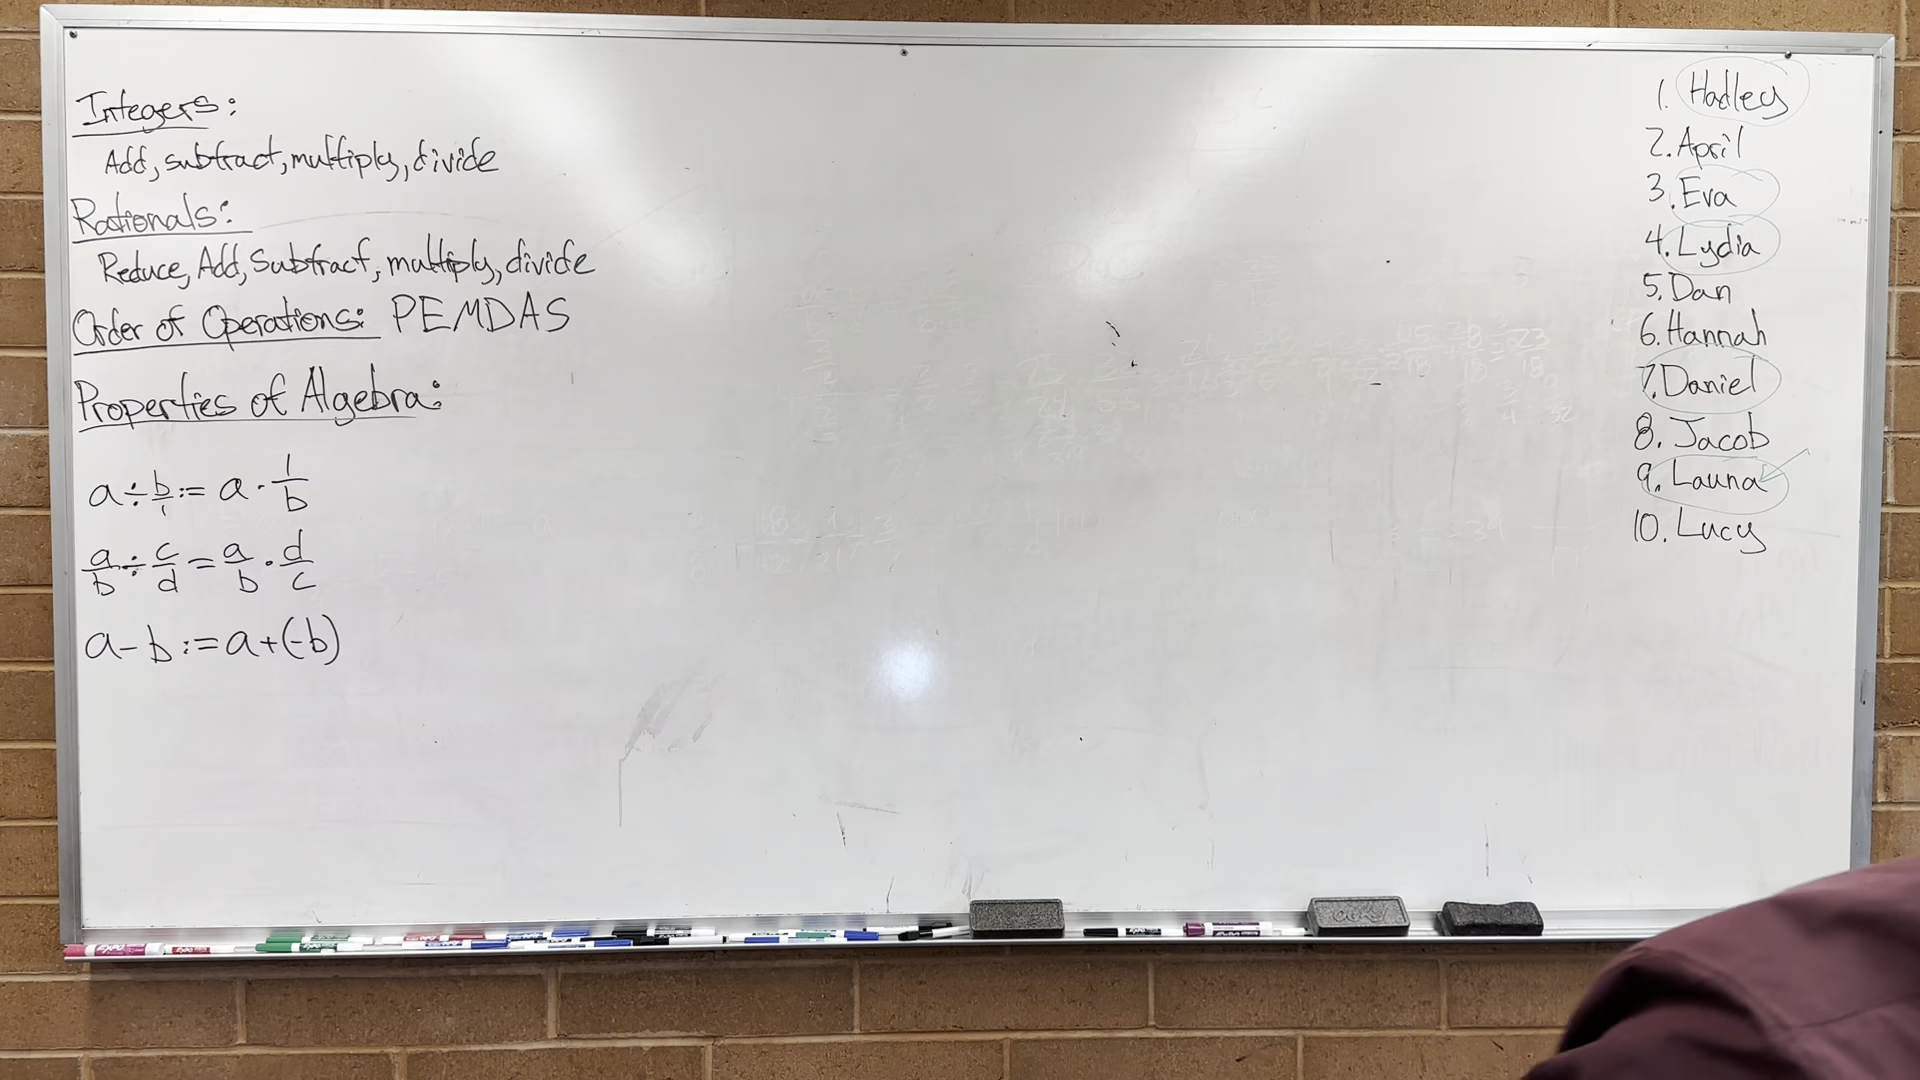 Integers:
Add, subtract, multiply, divide
Rationals:
Reduce, Add, Subtract, multiply, divide
Order of Operations: PEMDAS
Properties of Algebra:
a ÷ b/1 := a · 1/b
a/b ÷ c/d = a/b · d/c
a - b := a + (-b)
1. Hadley
2. April
3. Eva
4. Lydia
5. Dan
6. Hannah
7. Daniel
8. Jacob
9. Launa
10. Lucy